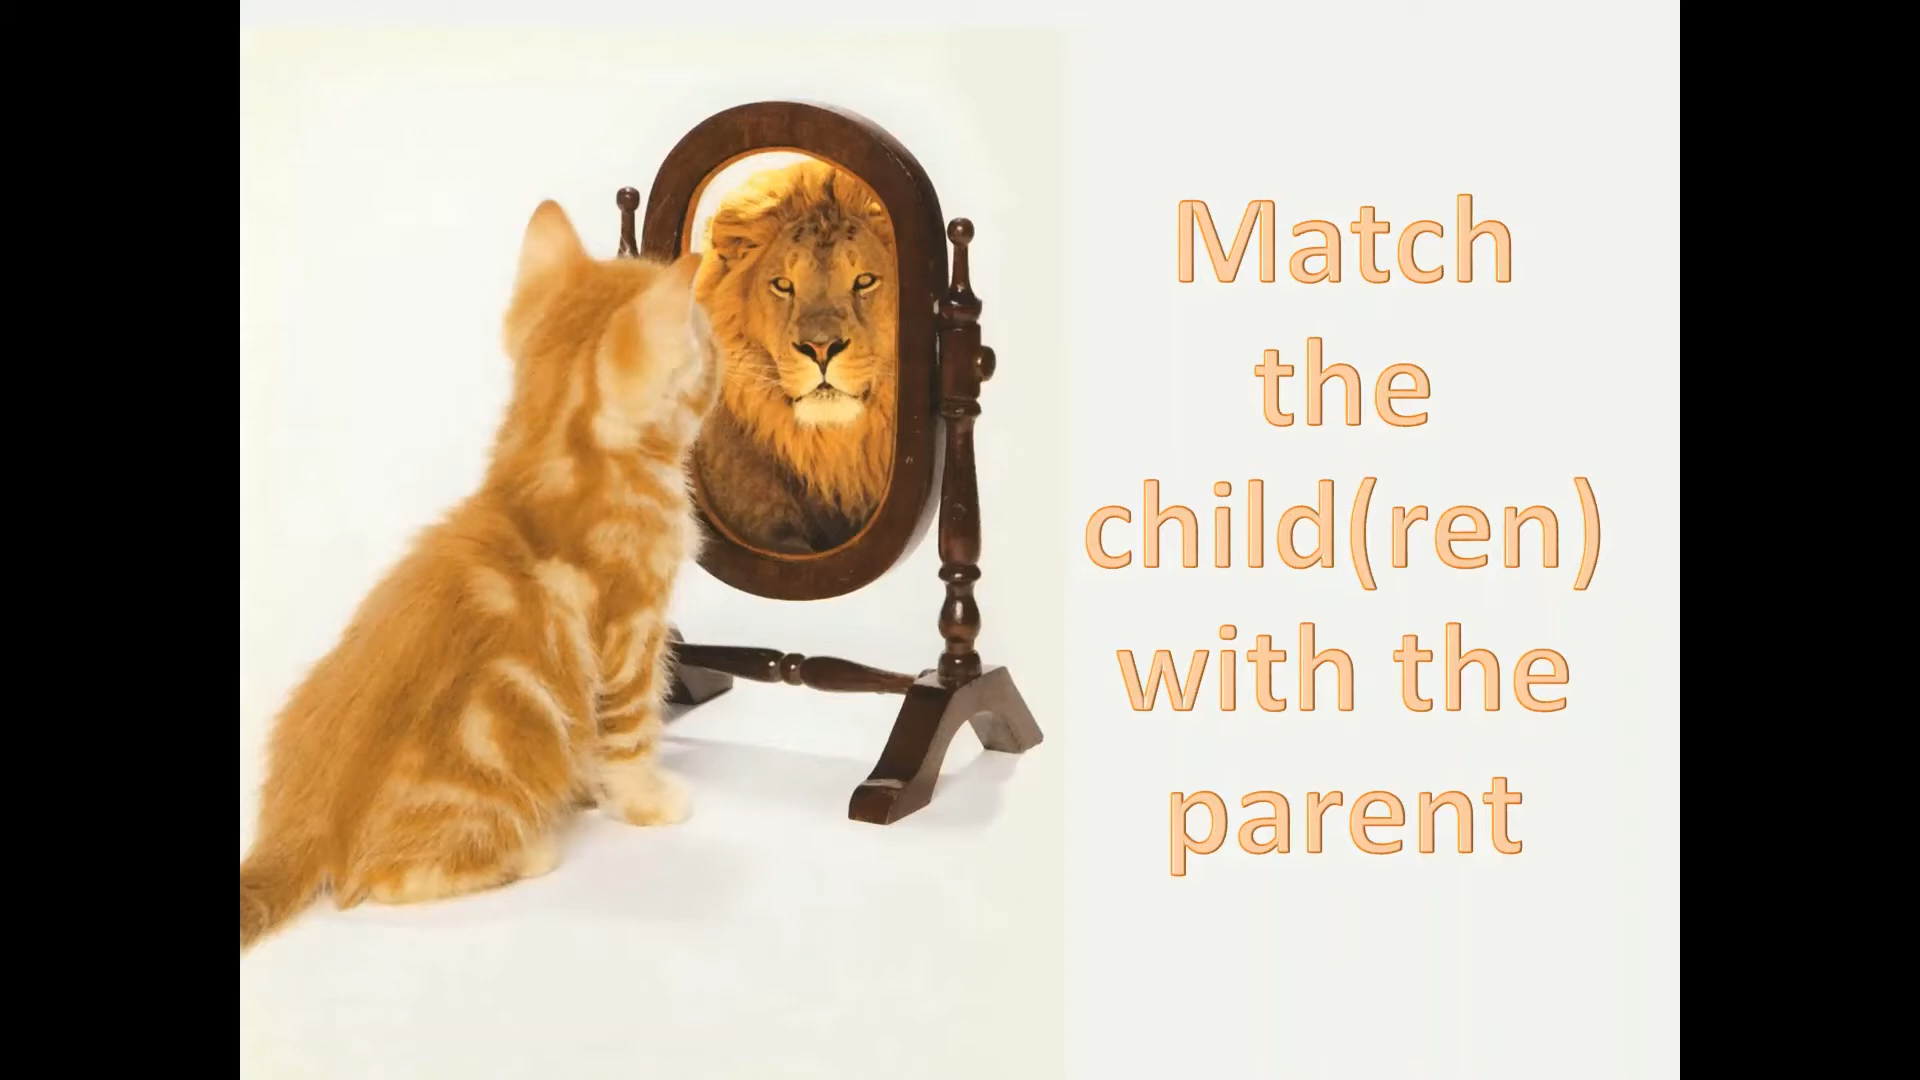 Match
the
child(ren)
with the
parent